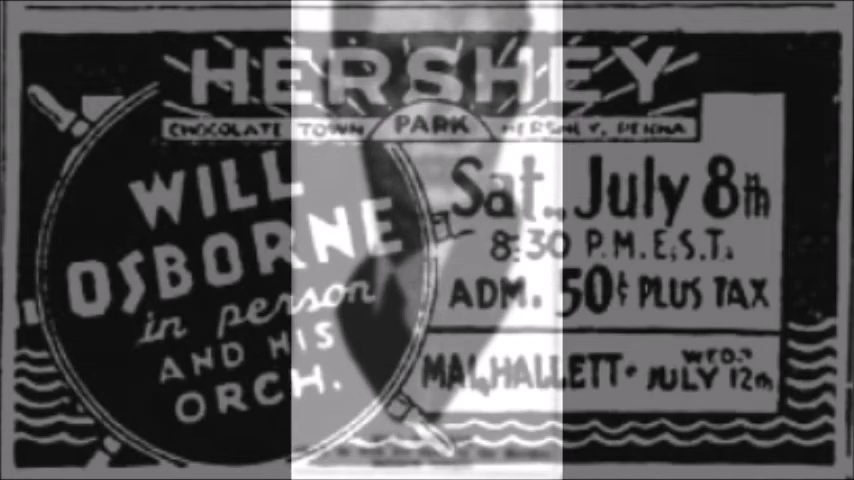 HERSHEY
CHOCOLATE TOWN PARK HERSHEY, PENNA
WILL
OSBORNE
in person
AND HIS
ORCH.
Sat., July 8th
8:30 P.M. E.S.T.
ADM. 50¢ PLUS TAX
MAL HALLETT - WED. JULY 12th